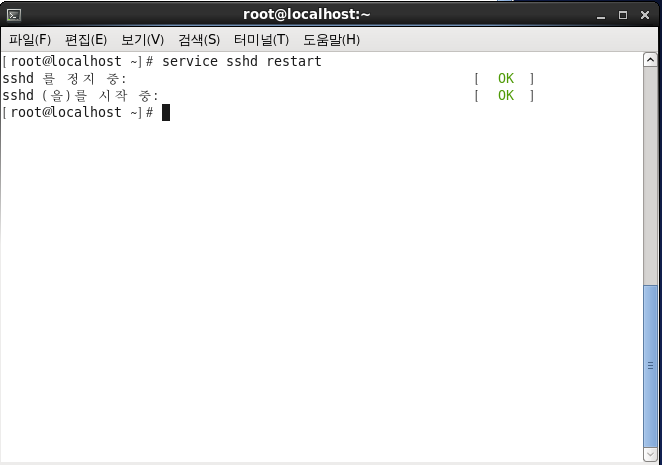 root@localhost:~
파일(F) 편집(E) 보기(V) 검색(S) 터미널(T) 도움말(H)
[root@localhost ~]# service sshd restart
sshd 를 정지 중: [  OK  ]
sshd (을)를 시작 중: [  OK  ]
[root@localhost ~]#